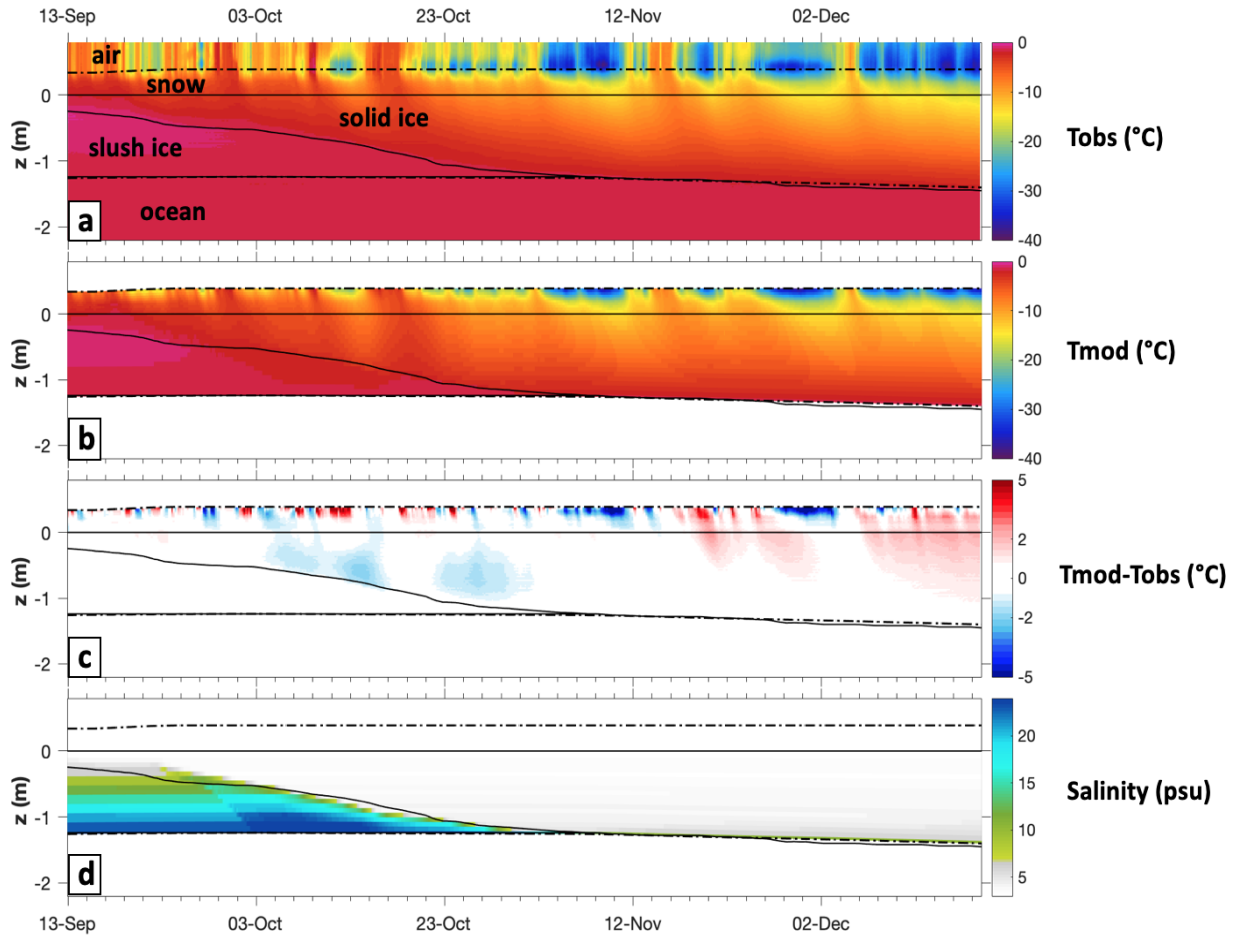 13-Sep 03-Oct 23-Oct 12-Nov 02-Dec
air
snow
solid ice
slush ice
ocean
a
z (m)
0
-1
-2
0
-10
-20
-30
-40
Tobs (°C)
b
z (m)
0
-1
-2
0
-10
-20
-30
-40
Tmod (°C)
c
z (m)
0
-1
-2
5
2
0
-2
-5
Tmod-Tobs (°C)
d
z (m)
0
-1
-2
20
15
10
5
Salinity (psu)
13-Sep 03-Oct 23-Oct 12-Nov 02-Dec